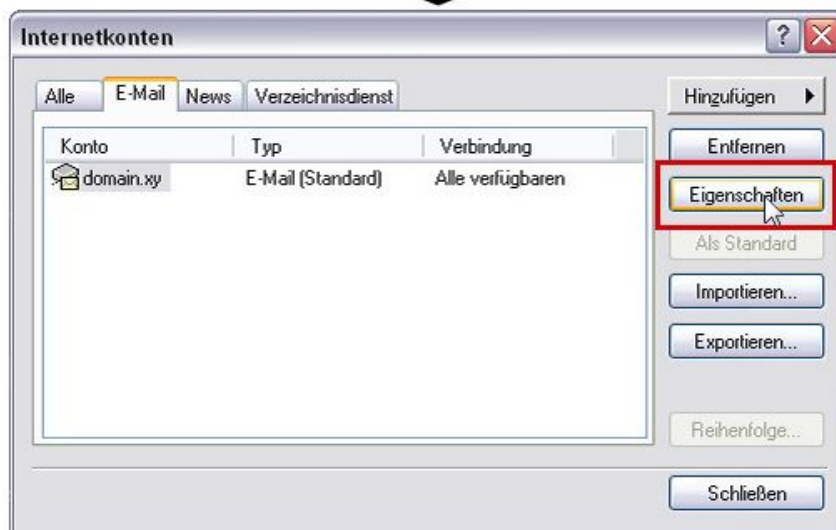 Internetkonten
Alle E-Mail News Verzeichnisdienst
Konto Typ Verbindung
domain.xy E-Mail (Standard) Alle verfügbaren
Hinzufügen
Entfernen
Eigenschaften
Als Standard
Importieren...
Exportieren...
Reihenfolge...
Schließen